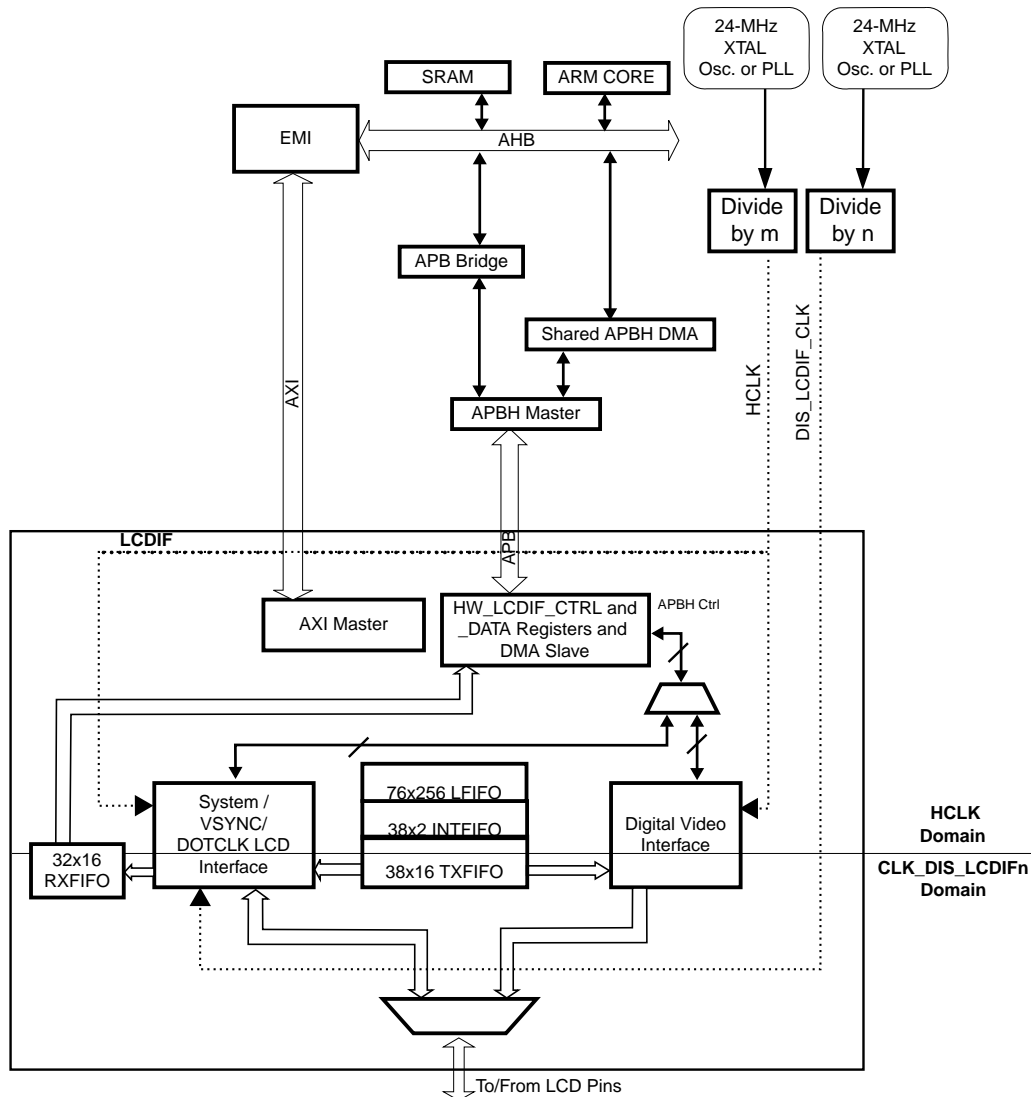 24-MHz
XTAL
Osc. or PLL
24-MHz
XTAL
Osc. or PLL
SRAM
ARM CORE
EMI
AHB
Divide
by m
Divide
by n
APB Bridge
Shared APBH DMA
AXI
HCLK
DIS_LCDIF_CLK
APBH Master
LCDIF
APB
AXI Master
HW_LCDIF_CTRL and
_DATA Registers and
DMA Slave
APBH Ctrl
System /
VSYNC/
DOTCLK LCD
Interface
76x256 LFIFO
38x2 INTFIFO
38x16 TXFIFO
Digital Video
Interface
32x16
RXFIFO
HCLK
Domain
CLK_DIS_LCDIFn
Domain
To/From LCD Pins